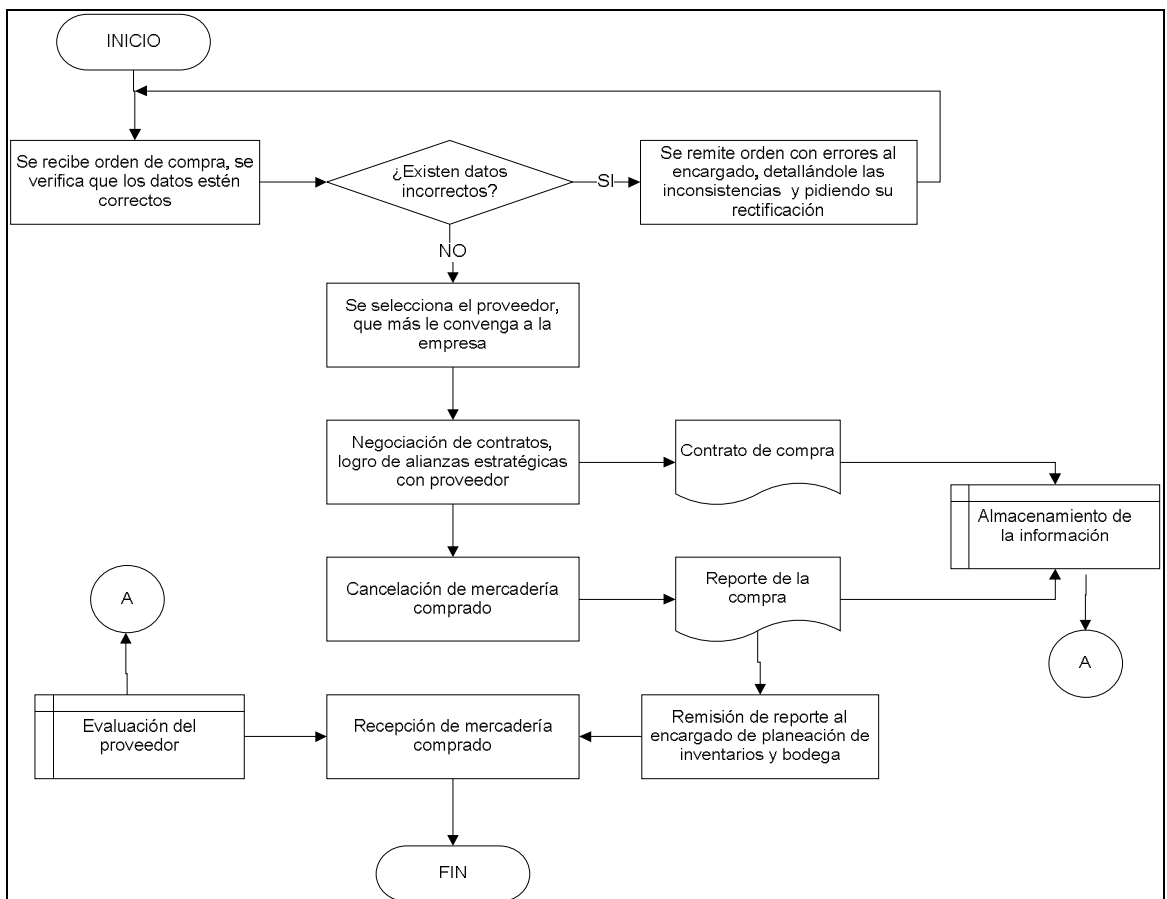 INICIO
Se recibe orden de compra, se
verifica que los datos estén
correctos
¿Existen datos
incorrectos?
SI
Se remite orden con errores al
encargado, detallándole las
inconsistencias y pidiendo su
rectificación
NO
Se selecciona el proveedor,
que más le convenga a la
empresa
Negociación de contratos,
logro de alianzas estratégicas
con proveedor
Contrato de compra
Almacenamiento de
la información
Cancelación de mercadería
comprado
Reporte de la
compra
A
A
Evaluación del
proveedor
Recepción de mercadería
comprado
Remisión de reporte al
encargado de planeación de
inventarios y bodega
FIN